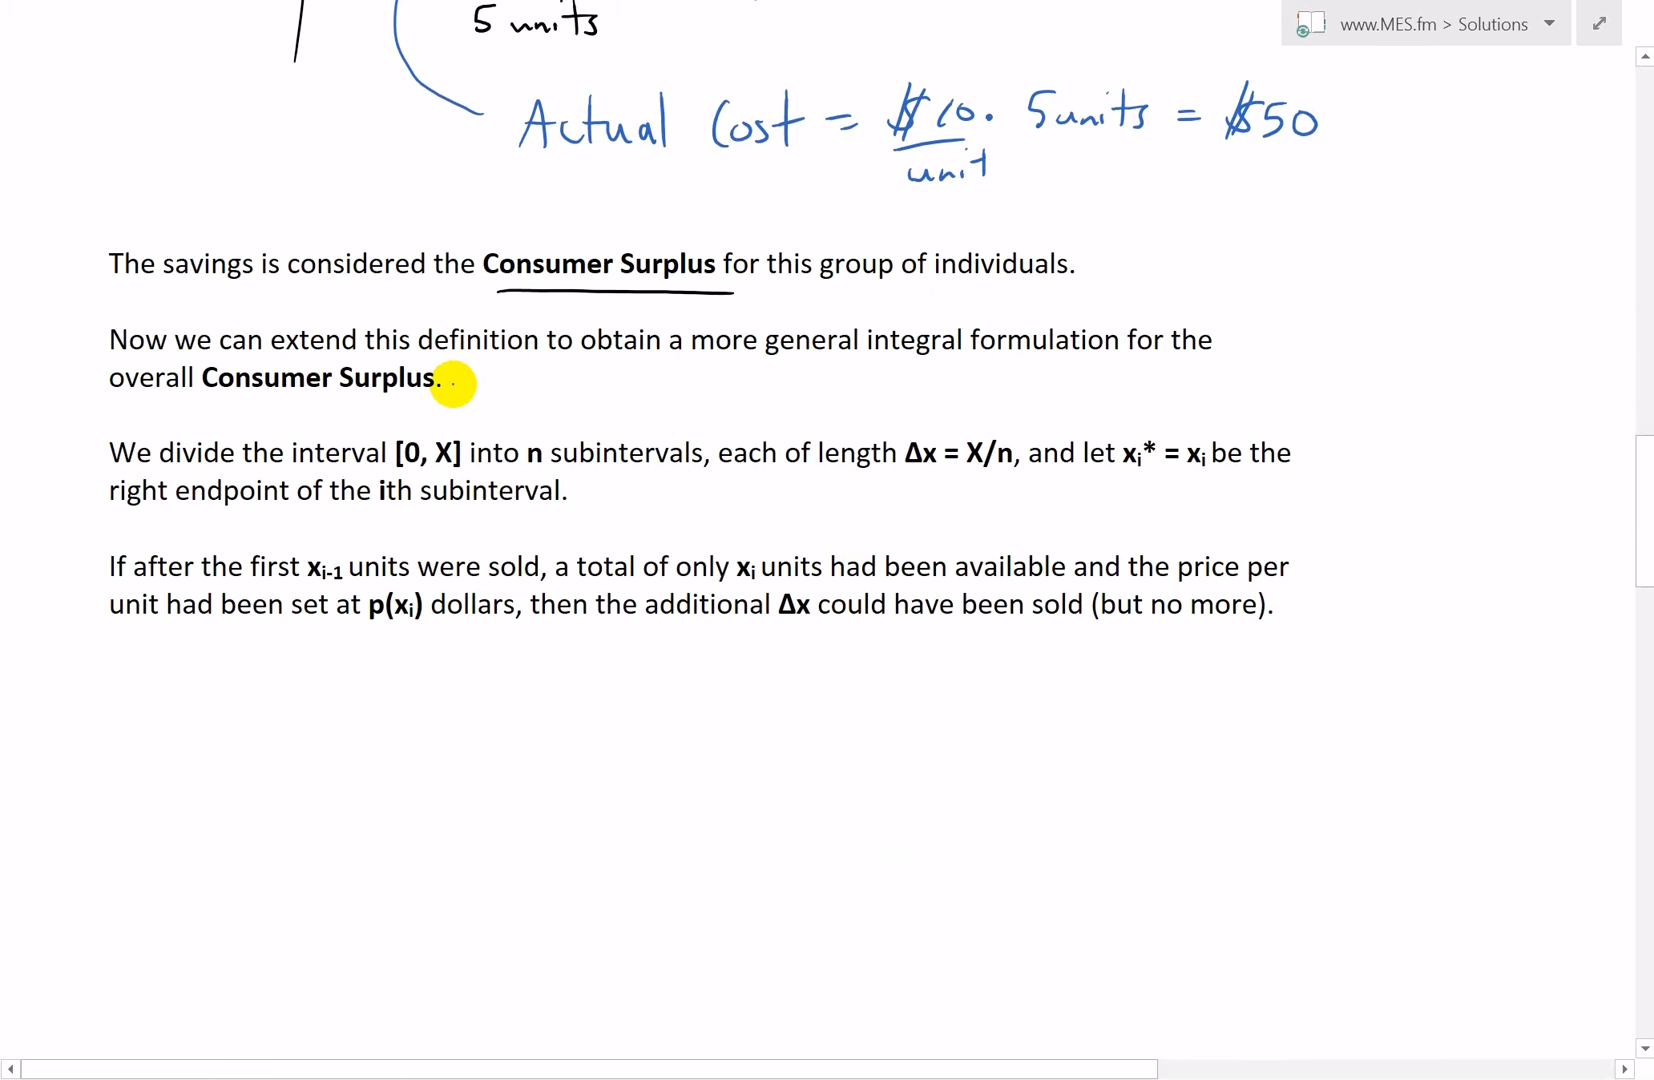 5 units
www.MES.fm > Solutions
Actual Cost = $10 · 5 units = $50
unit
The savings is considered the Consumer Surplus for this group of individuals.
Now we can extend this definition to obtain a more general integral formulation for the
overall Consumer Surplus.
We divide the interval [0, X] into n subintervals, each of length Δx = X/n, and let xᵢ* = xᵢ be the
right endpoint of the ith subinterval.
If after the first xᵢ₋₁ units were sold, a total of only xᵢ units had been available and the price per
unit had been set at p(xᵢ) dollars, then the additional Δx could have been sold (but no more).